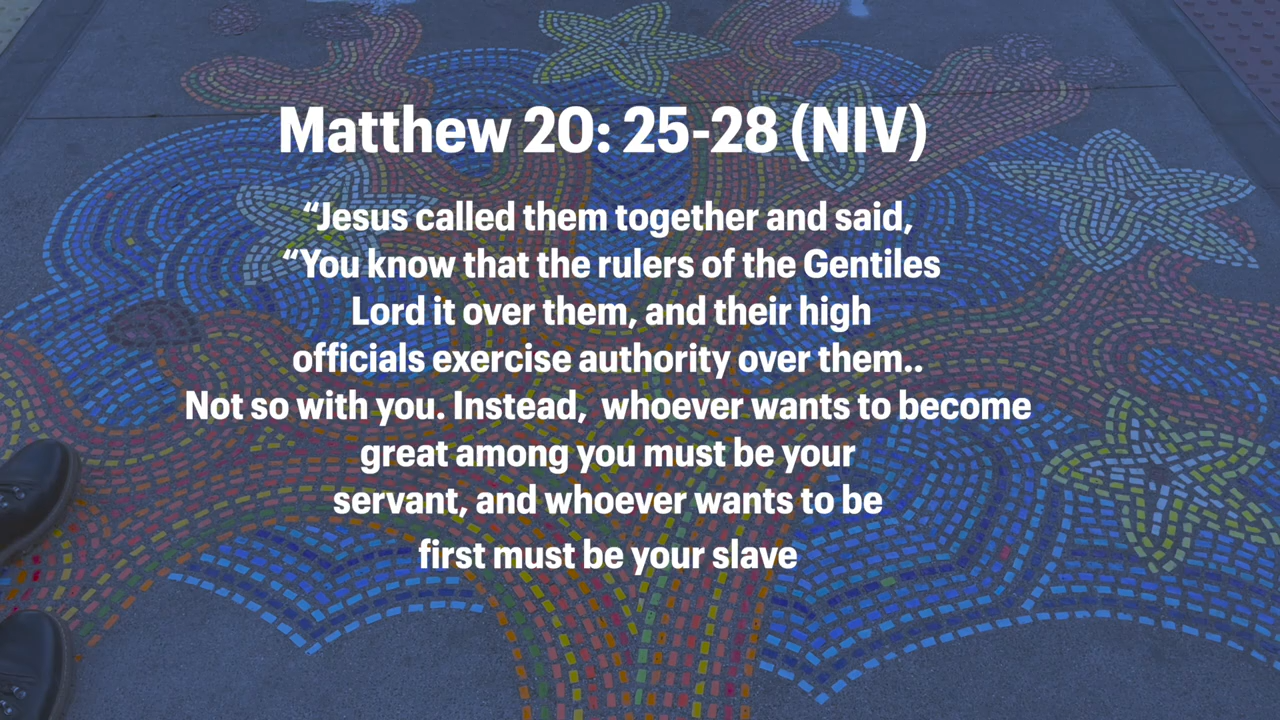 Matthew 20: 25-28 (NIV)
“Jesus called them together and said,
“You know that the rulers of the Gentiles
Lord it over them, and their high
officials exercise authority over them..
Not so with you. Instead,  whoever wants to become
great among you must be your
servant, and whoever wants to be
first must be your slave